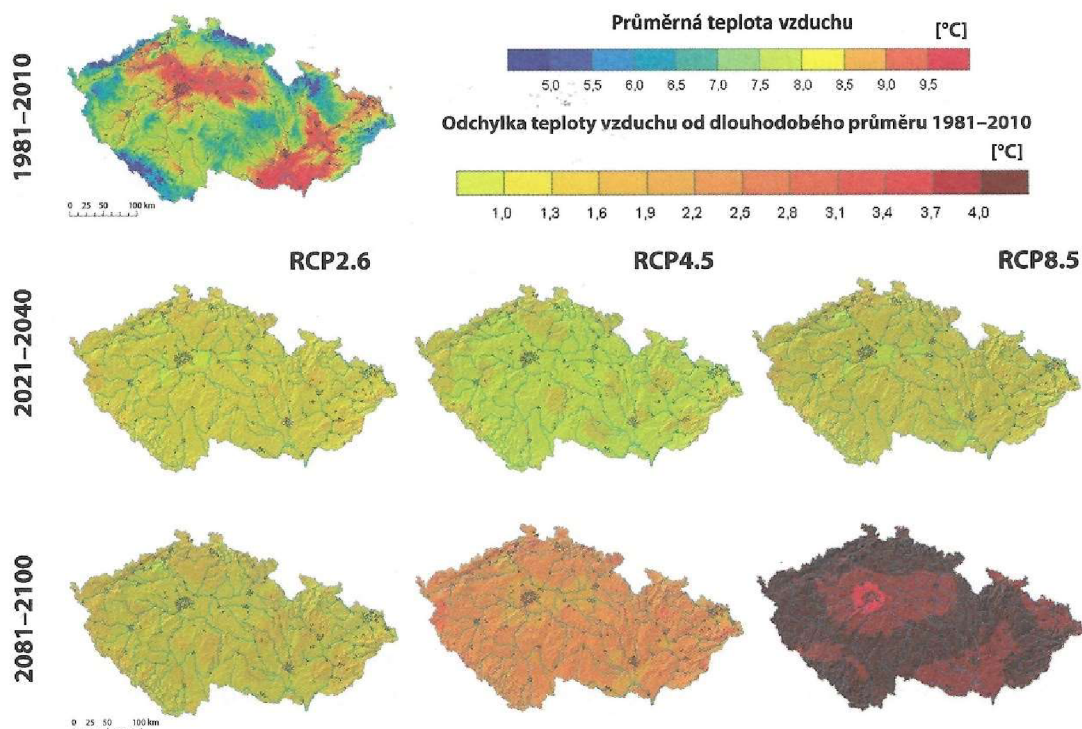 Průměrná teplota vzduchu
[°C]
5,0 5,5 6,0 6,5 7,0 7,5 8,0 8,5 9,0 9,5
Odchylka teploty vzduchu od dlouhodobého průměru 1981–2010
[°C]
1,0 1,3 1,6 1,9 2,2 2,5 2,8 3,1 3,4 3,7 4,0
1981–2010
0 25 50 100 km
RCP2.6 RCP4.5 RCP8.5
2021–2040
2081–2100
0 25 50 100 km